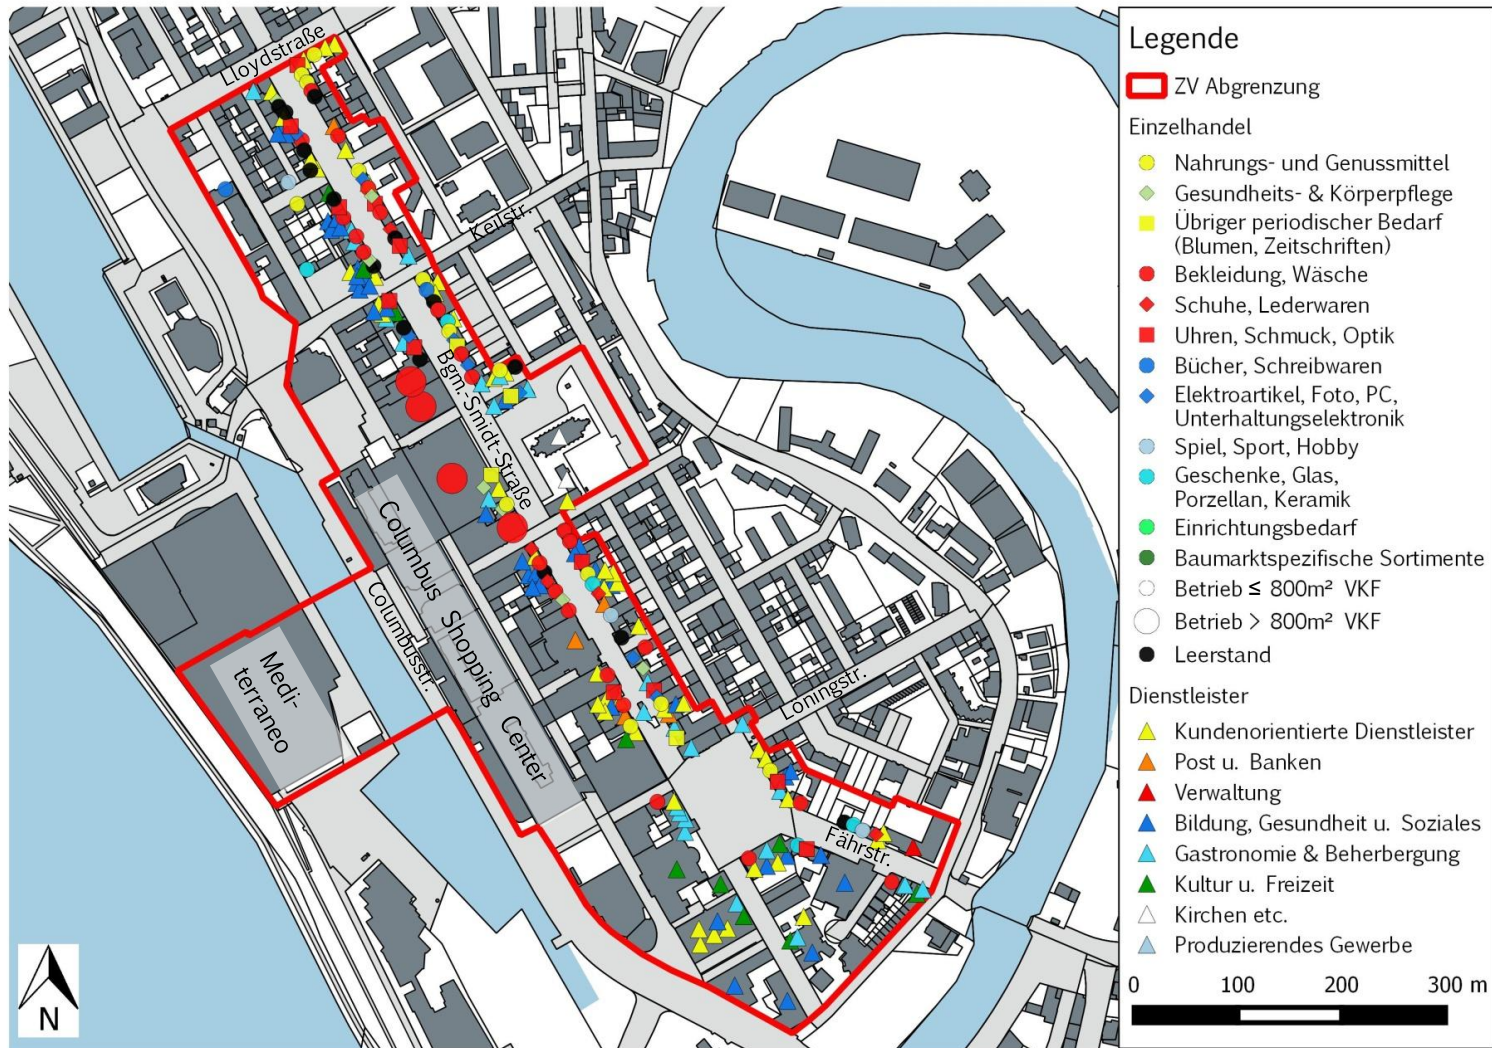 Lloydstraße
Keilstr.
Bgm.-Smidt-Straße
Columbus Shopping Center
Columbusstr.
Medi-
terraneo
Löningstr.
Fährstr.
N
Legende
ZV Abgrenzung
Einzelhandel
Nahrungs- und Genussmittel
Gesundheits- & Körperpflege
Übriger periodischer Bedarf
(Blumen, Zeitschriften)
Bekleidung, Wäsche
Schuhe, Lederwaren
Uhren, Schmuck, Optik
Bücher, Schreibwaren
Elektroartikel, Foto, PC,
Unterhaltungselektronik
Spiel, Sport, Hobby
Geschenke, Glas,
Porzellan, Keramik
Einrichtungsbedarf
Baumarktspezifische Sortimente
Betrieb ≤ 800m² VKF
Betrieb > 800m² VKF
Leerstand
Dienstleister
Kundenorientierte Dienstleister
Post u. Banken
Verwaltung
Bildung, Gesundheit u. Soziales
Gastronomie & Beherbergung
Kultur u. Freizeit
Kirchen etc.
Produzierendes Gewerbe
0 100 200 300 m